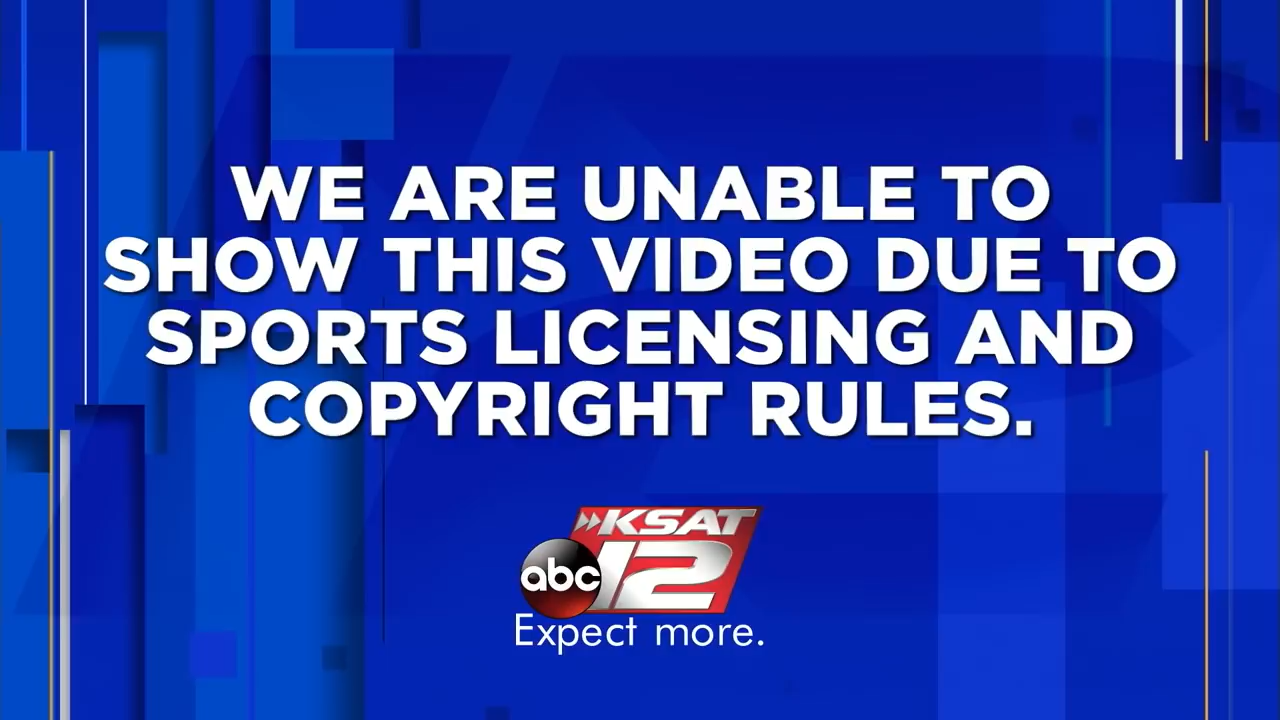 WE ARE UNABLE TO
SHOW THIS VIDEO DUE TO
SPORTS LICENSING AND
COPYRIGHT RULES.
KSAT
abc 12
Expect more.